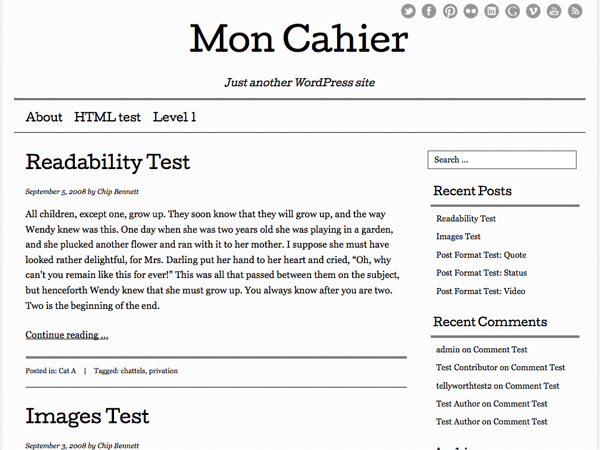 Mon Cahier
Just another WordPress site
About HTML test Level 1
Readability Test
September 5, 2008 by Chip Bennett
All children, except one, grow up. They soon know that they will grow up, and the way
Wendy knew was this. One day when she was two years old she was playing in a garden,
and she plucked another flower and ran with it to her mother. I suppose she must have
looked rather delightful, for Mrs. Darling put her hand to her heart and cried, “Oh, why
can’t you remain like this for ever!” This was all that passed between them on the subject,
but henceforth Wendy knew that she must grow up. You always know after you are two.
Two is the beginning of the end.
Continue reading ...
Posted in: Cat A | Tagged: chattels, privation
Images Test
September 3, 2008 by Chip Bennett
Search ...
Recent Posts
Readability Test
Images Test
Post Format Test: Quote
Post Format Test: Status
Post Format Test: Video
Recent Comments
admin on Comment Test
Test Contributor on Comment Test
tellyworthtest2 on Comment Test
Test Author on Comment Test
Test Author on Comment Test